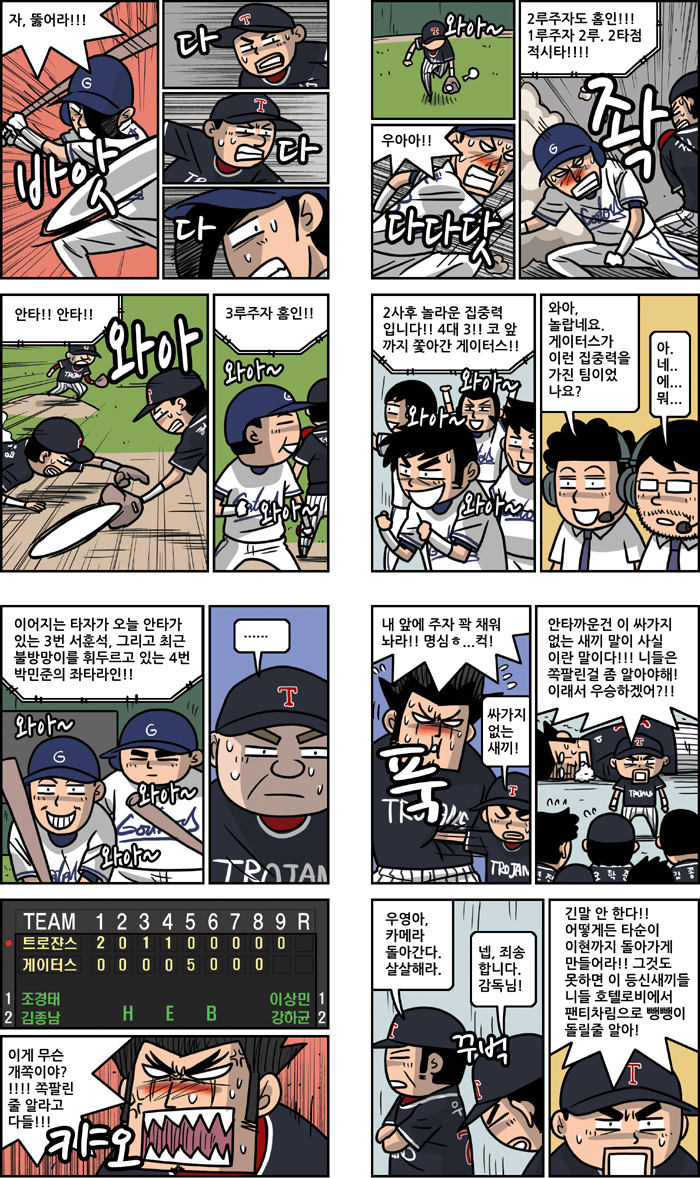 자, 뚫어라!!!
G
바앗
다
T
T
다
TR
다
안타!! 안타!!
와아
TROJAN
T
T
3루주자 홈인!!
와아~
와아~
와아~
T
2루주자도 홈인!!!
1루주자 2루. 2타점
적시타!!!!
G
좍
우아아!!
다다닷
2사후 놀라운 집중력
입니다!! 4대 3!! 코 앞
까지 쫓아간 게이터스!!
와아~
와아~
와아~
와아,
놀랍네요.
게이터스가
이런 집중력을
가진 팀이었
나요?
아.
네..
에...
뭐...
이어지는 타자가 오늘 안타가
있는 3번 서훈석, 그리고 최근
불방망이를 휘두르고 있는 4번
박민준의 좌타라인!!
와아~
G
G
와아~
와아~
......
T
TROJAN
TEAM 1 2 3 4 5 6 7 8 9 R
트로쟌스 2 0 1 1 0 0 0 0 0
게이터스 0 0 0 0 5 0 0 0
1 조경태 이상민 1
2 김종남 H E B 강하균 2
이게 무슨
개쪽이야?
!!!! 쪽팔린
줄 알라고
다들!!!
캬오
내 앞에 주자 꽉 채워
놔라!! 명심ㅎ...컥!
싸가지
없는
새끼!
푹
TROJANS
T
TROJAN
안타까운건 이 싸가지
없는 새끼 말이 사실
이란 말이다!!! 니들은
쪽팔린걸 좀 알아야해!
이래서 우승하겠어?!!
T
TROJANS
우영아,
카메라
돌아간다.
살살해라.
넵, 죄송
합니다.
감독님!
T
꾸벅
긴말 안 한다!!
어떻게든 타순이
이현까지 돌아가게
만들어라!! 그것도
못하면 이 등신새끼들
니들 호텔로비에서
팬티차림으로 뺑뺑이
돌릴줄 알아!
T